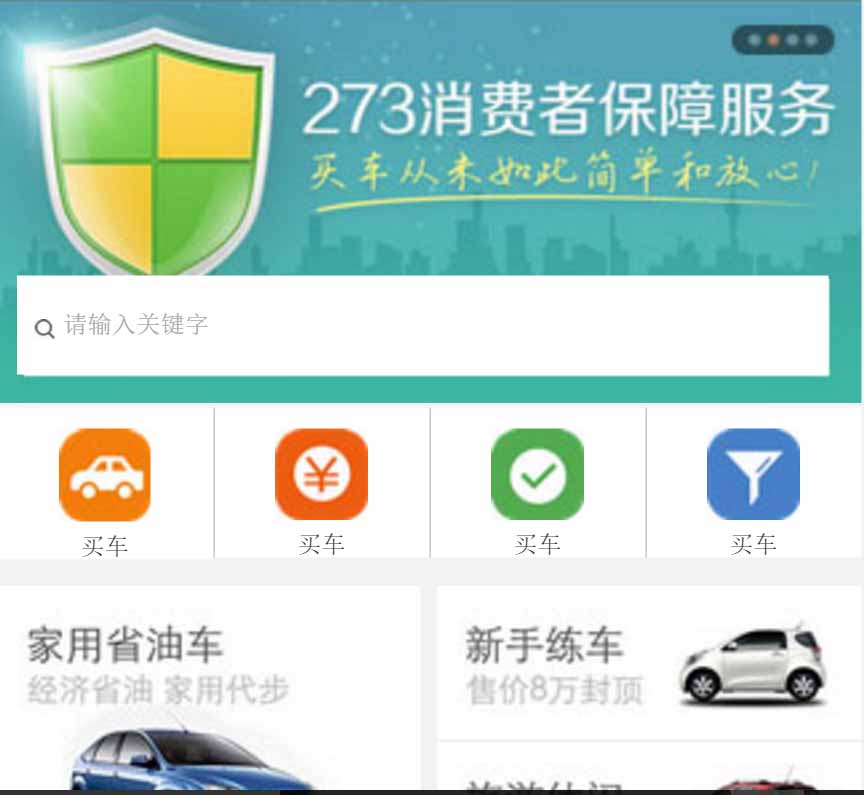 273消费者保障服务
买车从未如此简单和放心!
请输入关键字
买车
买车
买车
买车
家用省油车
经济省油 家用代步
新手练车
售价8万封顶